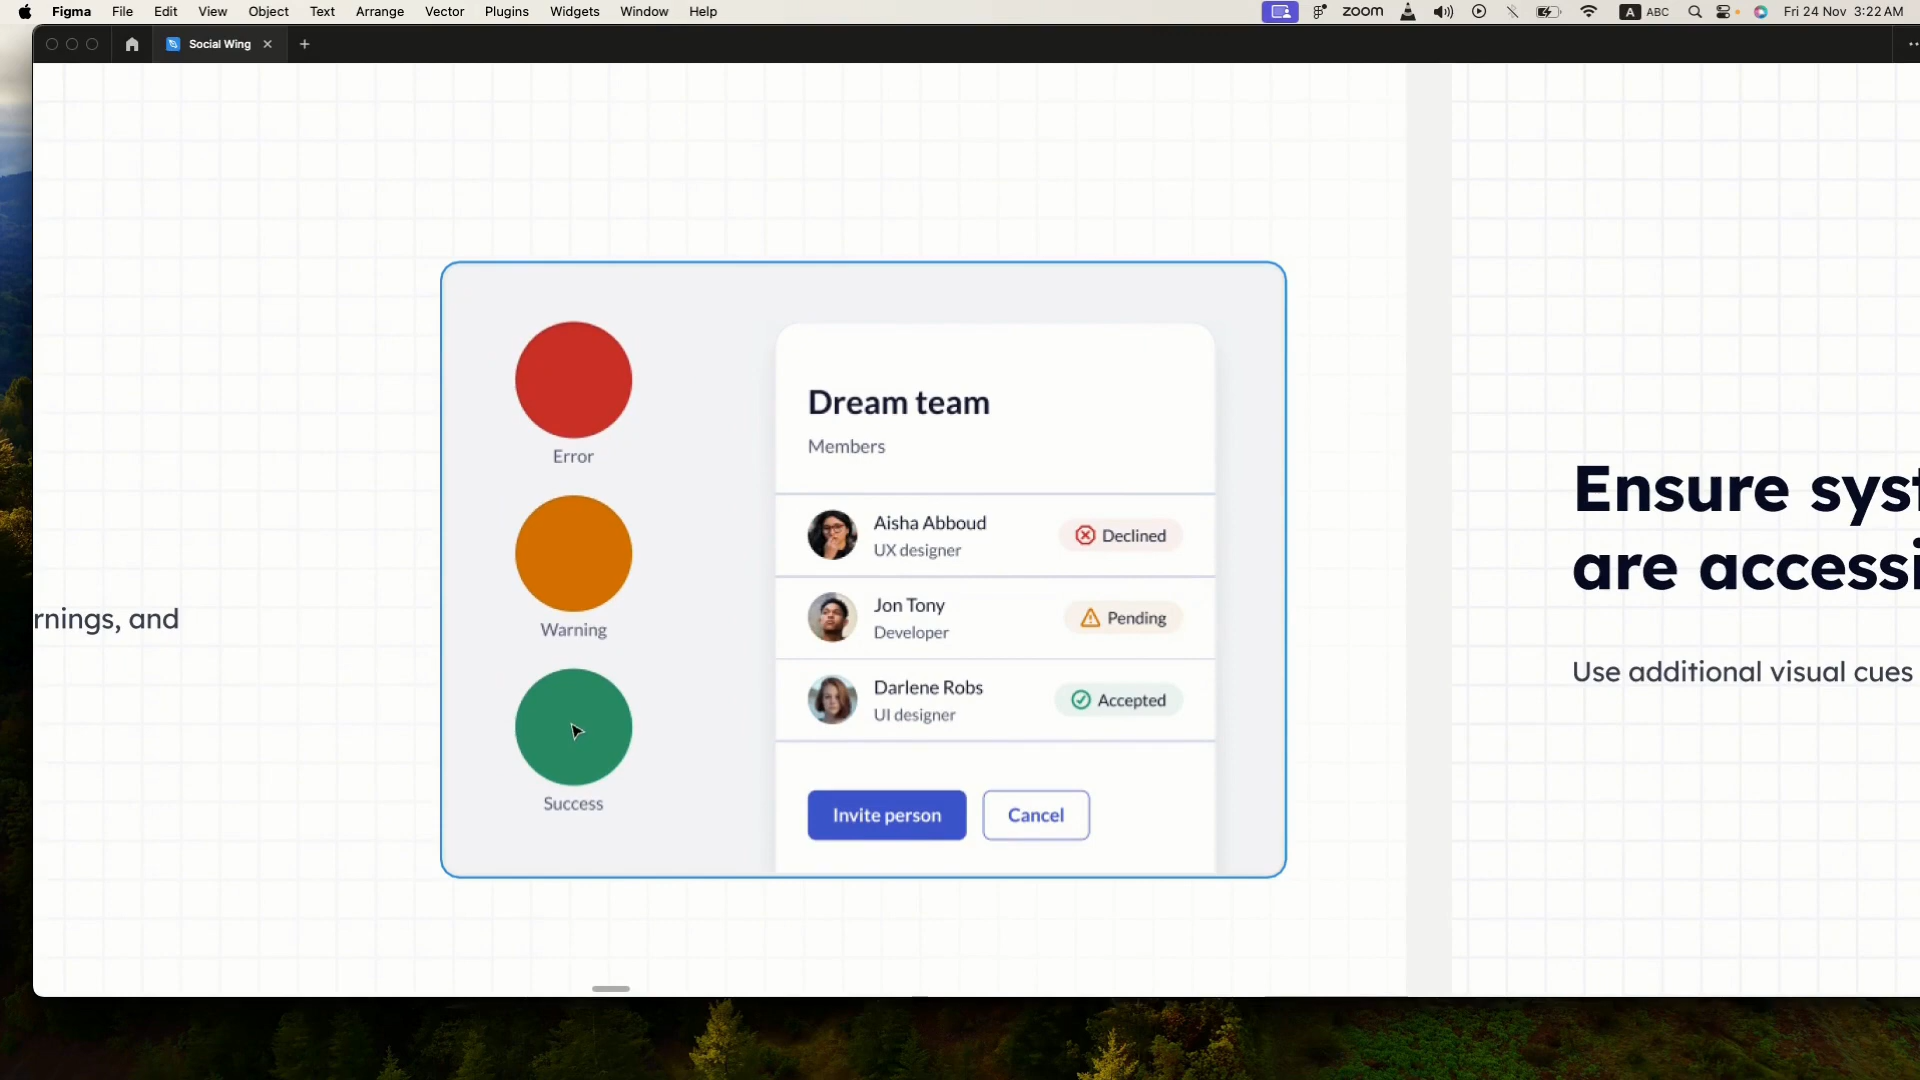 Figma File Edit View Object Text Arrange Vector Plugins Widgets Window Help
zoom A ABC Fri 24 Nov 3:22 AM
Social Wing
rnings, and
Error
Warning
Success
Dream team
Members
Aisha Abboud
UX designer
Declined
Jon Tony
Developer
Pending
Darlene Robs
UI designer
Accepted
Invite person
Cancel
Ensure syst
are accessi
Use additional visual cues